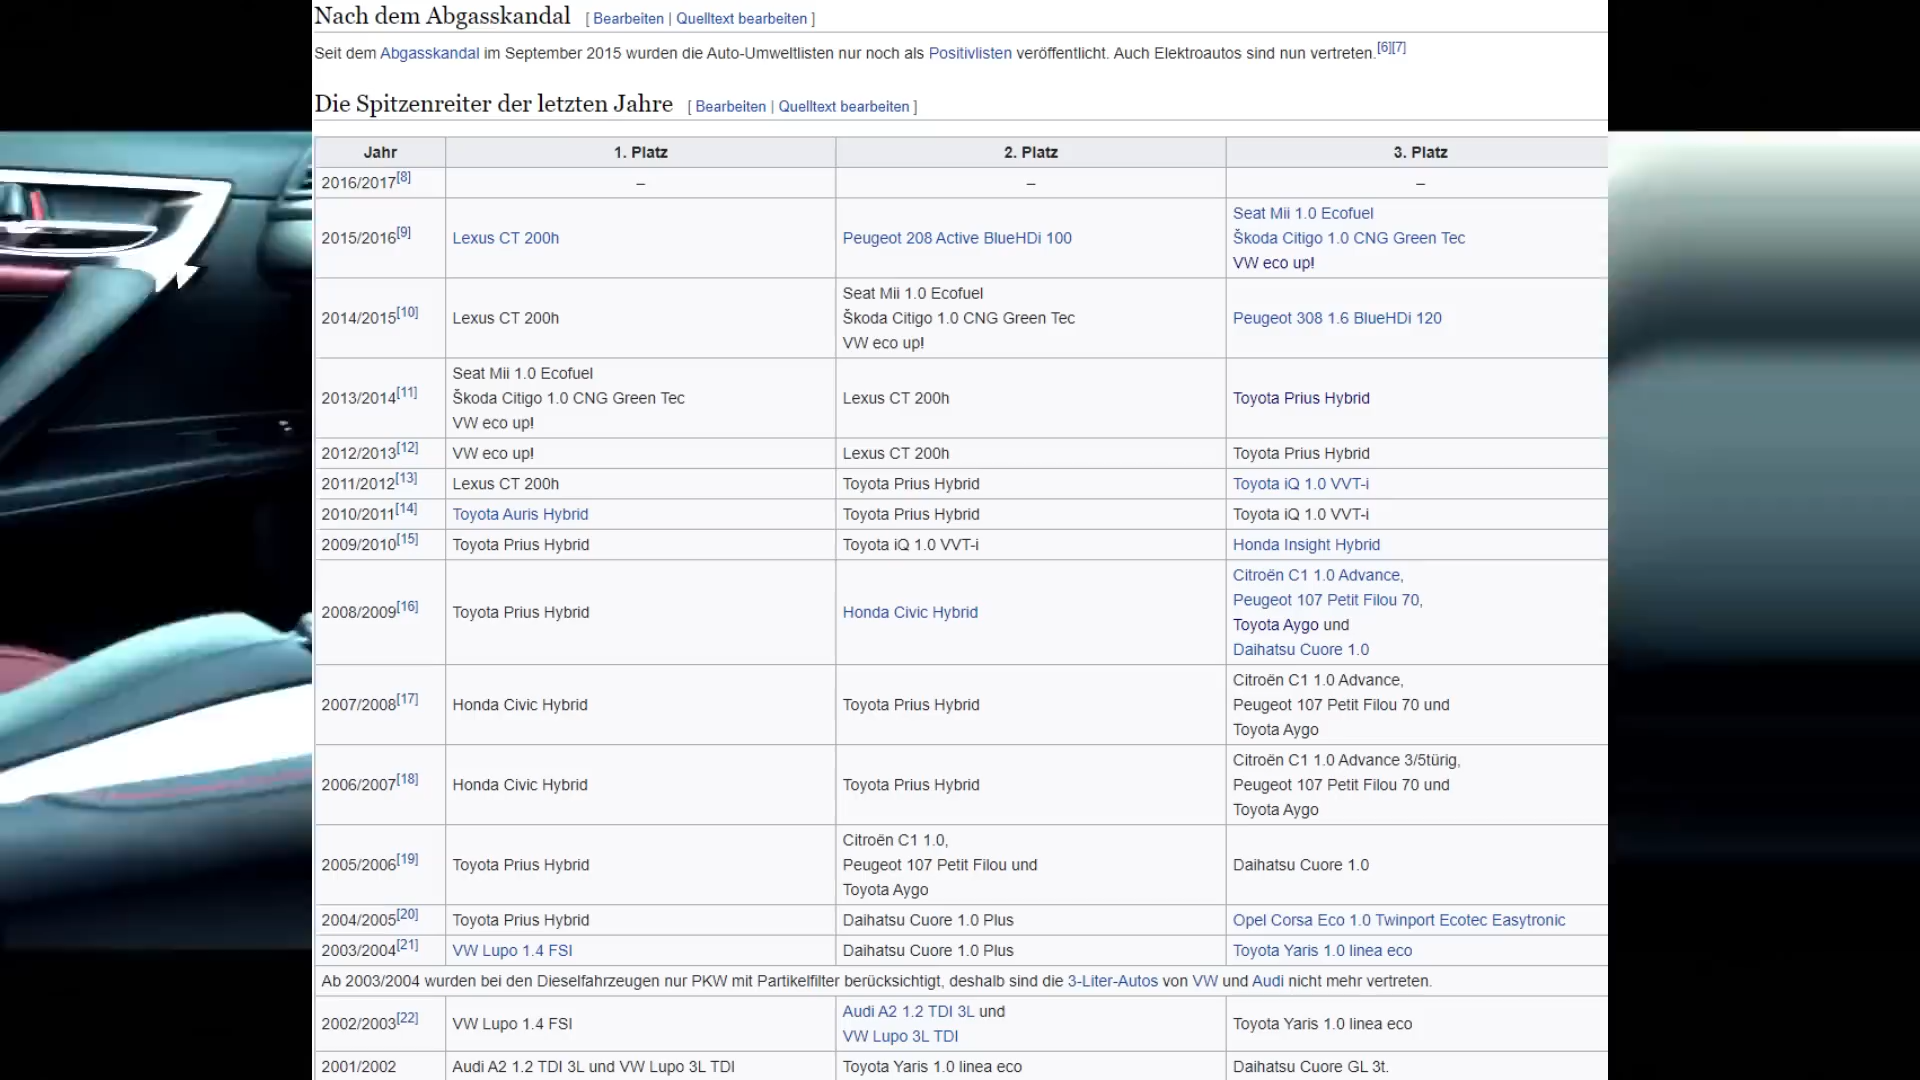 Nach dem Abgasskandal [ Bearbeiten | Quelltext bearbeiten ]
Seit dem Abgasskandal im September 2015 wurden die Auto-Umweltlisten nur noch als Positivlisten veröffentlicht. Auch Elektroautos sind nun vertreten.[6][7]
Die Spitzenreiter der letzten Jahre [ Bearbeiten | Quelltext bearbeiten ]
Jahr 1. Platz 2. Platz 3. Platz
2016/2017[8] – – –
2015/2016[9] Lexus CT 200h Peugeot 208 Active BlueHDi 100 Seat Mii 1.0 Ecofuel
Škoda Citigo 1.0 CNG Green Tec
VW eco up!
2014/2015[10] Lexus CT 200h Seat Mii 1.0 Ecofuel
Škoda Citigo 1.0 CNG Green Tec
VW eco up! Peugeot 308 1.6 BlueHDi 120
2013/2014[11] Seat Mii 1.0 Ecofuel
Škoda Citigo 1.0 CNG Green Tec
VW eco up! Lexus CT 200h Toyota Prius Hybrid
2012/2013[12] VW eco up! Lexus CT 200h Toyota Prius Hybrid
2011/2012[13] Lexus CT 200h Toyota Prius Hybrid Toyota iQ 1.0 VVT-i
2010/2011[14] Toyota Auris Hybrid Toyota Prius Hybrid Toyota iQ 1.0 VVT-i
2009/2010[15] Toyota Prius Hybrid Toyota iQ 1.0 VVT-i Honda Insight Hybrid
2008/2009[16] Toyota Prius Hybrid Honda Civic Hybrid Citroën C1 1.0 Advance,
Peugeot 107 Petit Filou 70,
Toyota Aygo und
Daihatsu Cuore 1.0
2007/2008[17] Honda Civic Hybrid Toyota Prius Hybrid Citroën C1 1.0 Advance,
Peugeot 107 Petit Filou 70 und
Toyota Aygo
2006/2007[18] Honda Civic Hybrid Toyota Prius Hybrid Citroën C1 1.0 Advance 3/5türig,
Peugeot 107 Petit Filou 70 und
Toyota Aygo
2005/2006[19] Toyota Prius Hybrid Citroën C1 1.0,
Peugeot 107 Petit Filou und
Toyota Aygo Daihatsu Cuore 1.0
2004/2005[20] Toyota Prius Hybrid Daihatsu Cuore 1.0 Plus Opel Corsa Eco 1.0 Twinport Ecotec Easytronic
2003/2004[21] VW Lupo 1.4 FSI Daihatsu Cuore 1.0 Plus Toyota Yaris 1.0 linea eco
Ab 2003/2004 wurden bei den Dieselfahrzeugen nur PKW mit Partikelfilter berücksichtigt, deshalb sind die 3-Liter-Autos von VW und Audi nicht mehr vertreten.
2002/2003[22] VW Lupo 1.4 FSI Audi A2 1.2 TDI 3L und
VW Lupo 3L TDI Toyota Yaris 1.0 linea eco
2001/2002 Audi A2 1.2 TDI 3L und VW Lupo 3L TDI Toyota Yaris 1.0 linea eco Daihatsu Cuore GL 3t.